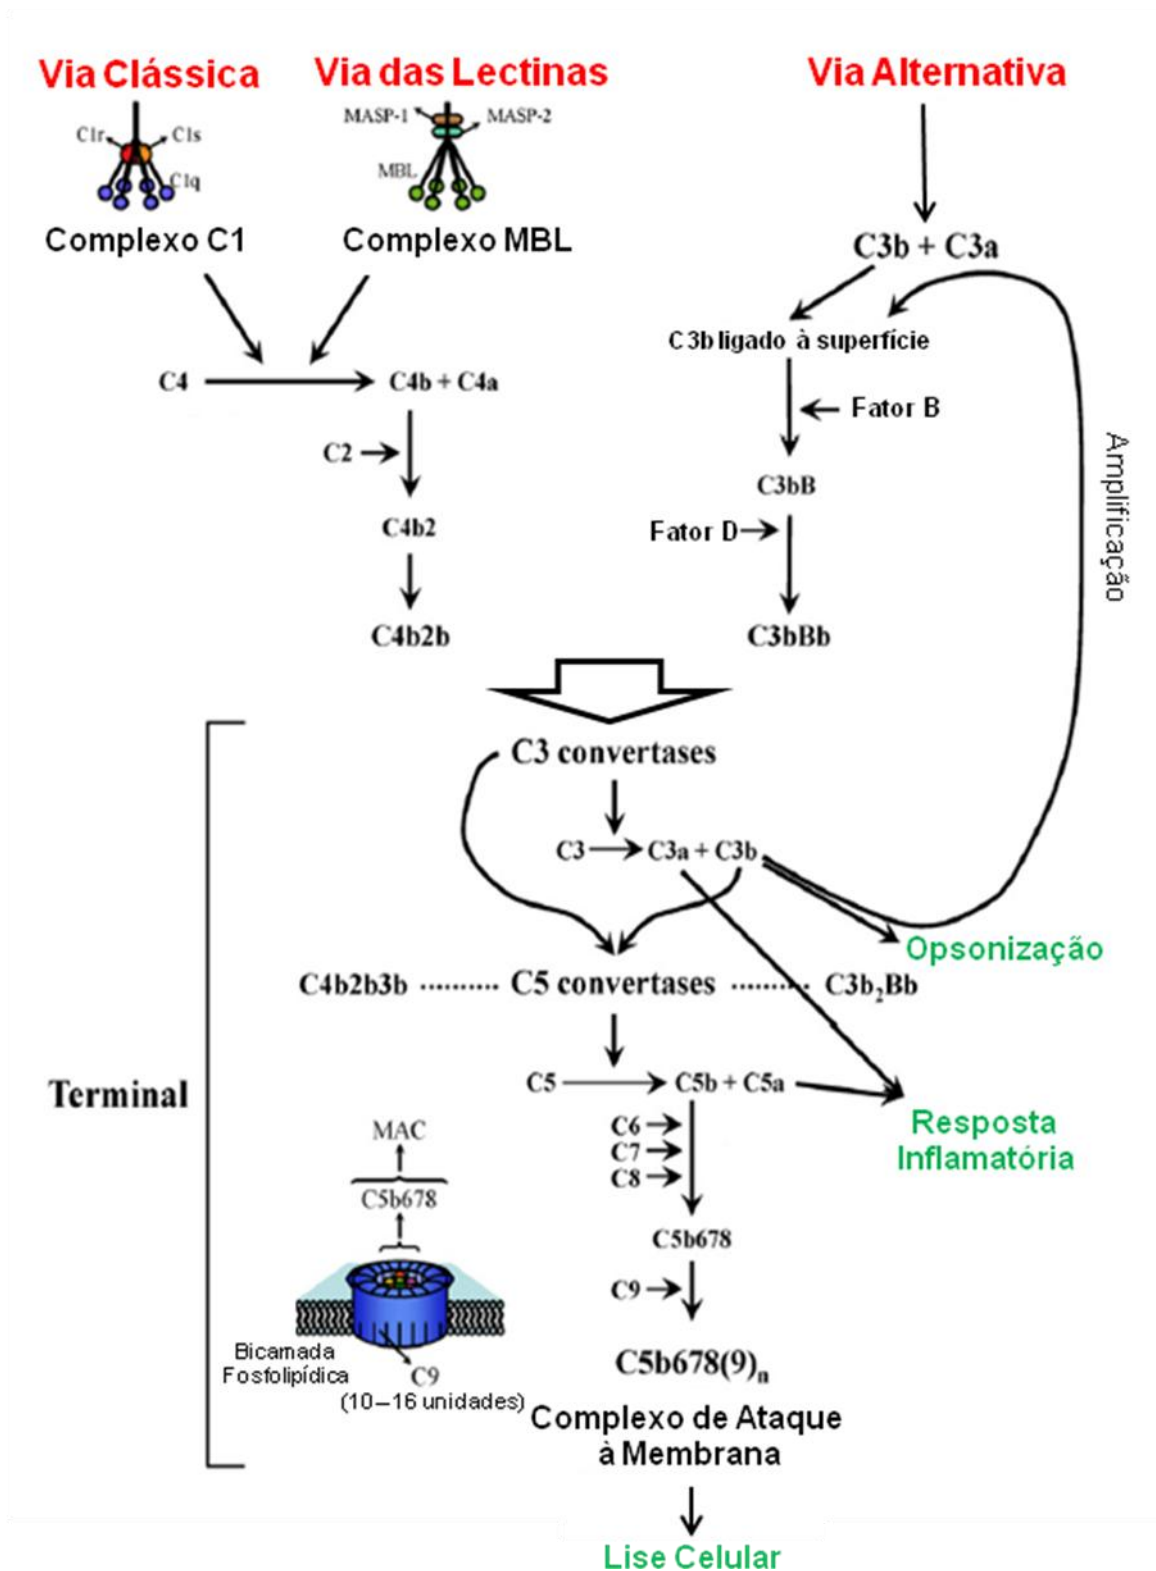 Via Clássica
Via das Lectinas
Via Alternativa
MASP-1
MASP-2
C1r
C1s
C1q
MBL
Complexo C1
Complexo MBL
C3b + C3a
C3b ligado à superfície
C4
C4b + C4a
Fator B
C2
C3bB
C4b2
Fator D
Amplificação
C4b2b
C3bBb
C3 convertases
C3
C3a + C3b
Opsonização
C4b2b3b
C5 convertases
C3b₂Bb
Terminal
C5
C5b + C5a
C6
C7
C8
Resposta
Inflamatória
MAC
C5b678
C5b678
C9
Bicamada
Fosfolipídica
C9
(10–16 unidades)
C5b678(9)ₙ
Complexo de Ataque
à Membrana
Lise Celular